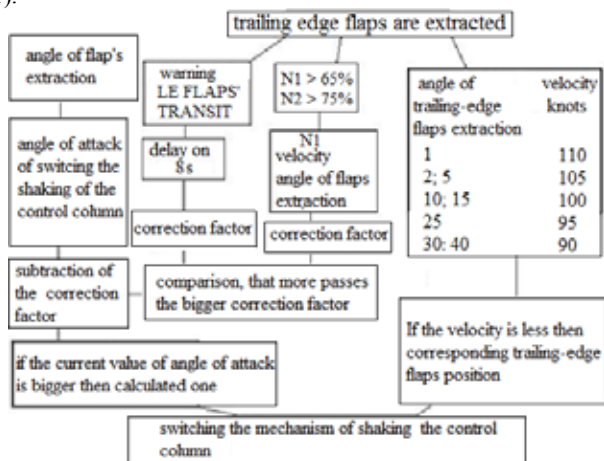 ).
trailing edge flaps are extracted
angle of flap's
extraction
angle of attack
of switcing the
shaking of the
control column
subtraction of
the correction
factor
if the current value of angle of attack
is bigger then calculated one
warning
LE FLAPS'
TRANSIT
delay on
correction factor
N1 > 65%
N2 > 75%
N1
velocity
angle of flaps
extraction
correction factor
comparison, that more passes
the bigger correction factor
angle of velocity
trailing-edge knots
flaps extraction
1 110
2; 5 105
10; 15 100
25 95
30: 40 90
If the velocity is less then
corresponding trailing-edge
flaps position
switching the mechanism of shaking the control
column